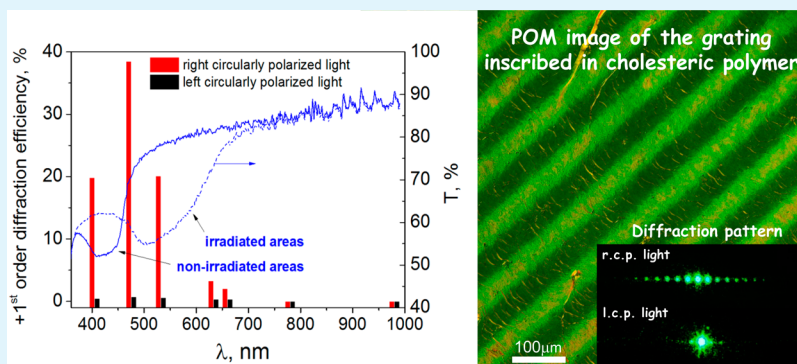 +1st order diffraction efficiency, %
40
30
20
10
0
right circularly polarized light
left circularly polarized light
irradiated areas
non-irradiated areas
100
90
80
70
60
50
40
T, %
400 500 600 700 800 900 1000
λ, nm
POM image of the grating
inscribed in cholesteric polymer
Diffraction pattern
r.c.p. light
l.c.p. light
100μm